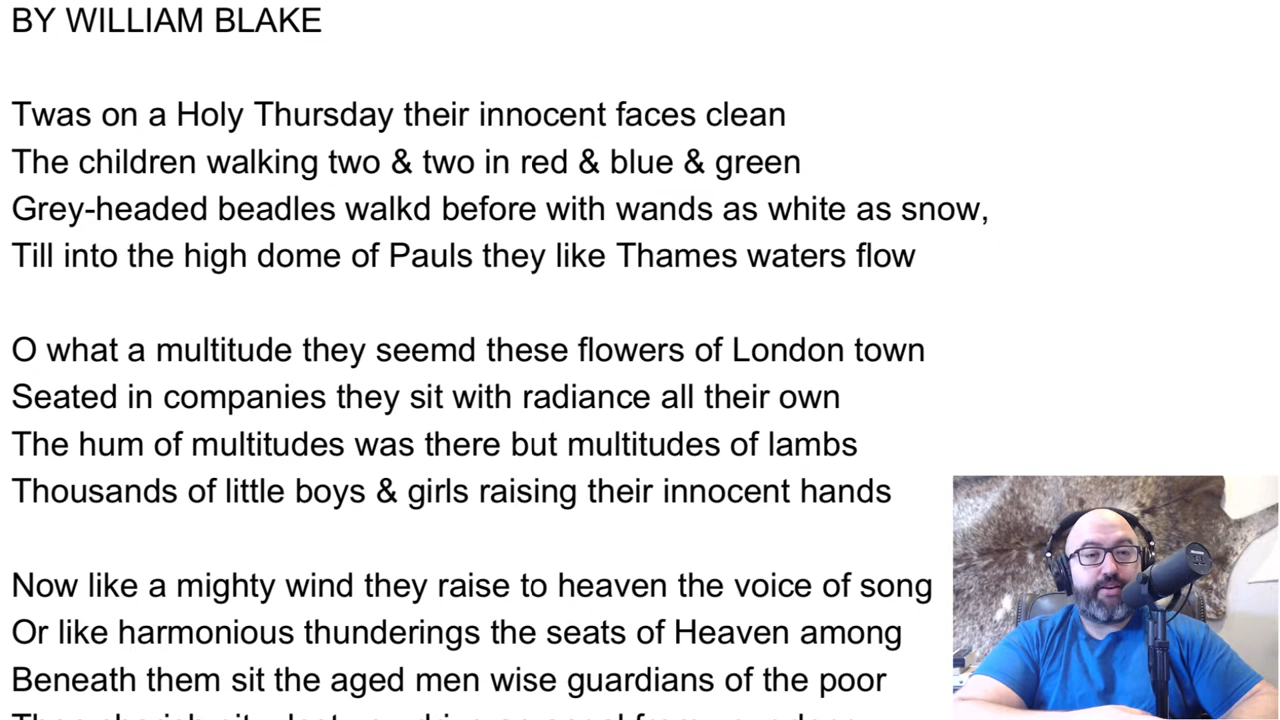 BY WILLIAM BLAKE
Twas on a Holy Thursday their innocent faces clean
The children walking two & two in red & blue & green
Grey-headed beadles walkd before with wands as white as snow,
Till into the high dome of Pauls they like Thames waters flow
O what a multitude they seemd these flowers of London town
Seated in companies they sit with radiance all their own
The hum of multitudes was there but multitudes of lambs
Thousands of little boys & girls raising their innocent hands
Now like a mighty wind they raise to heaven the voice of song
Or like harmonious thunderings the seats of Heaven among
Beneath them sit the aged men wise guardians of the poor